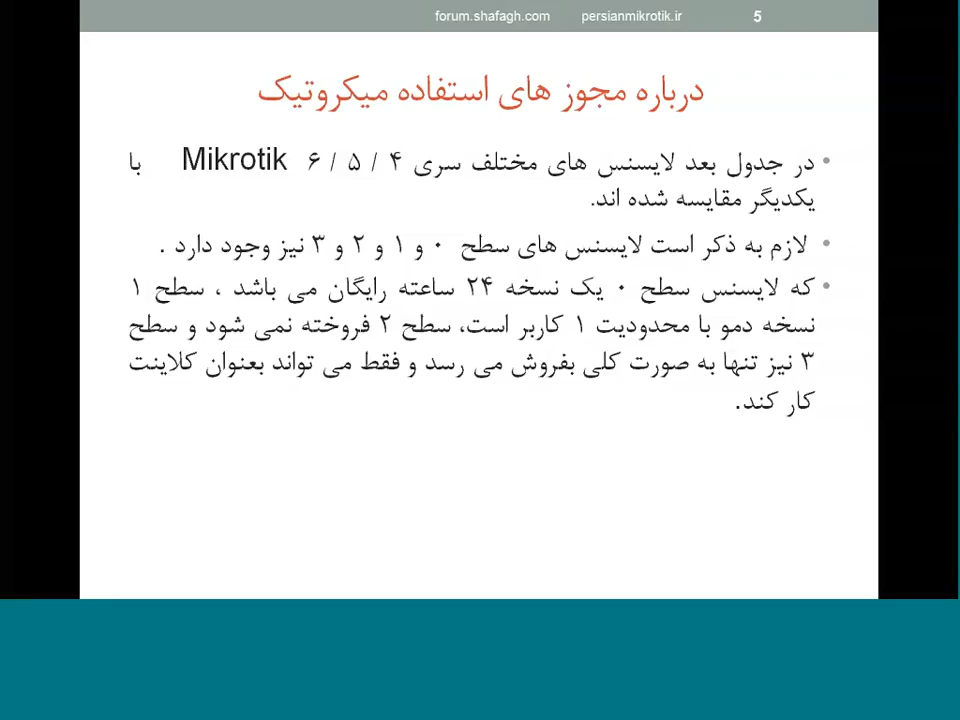 forum.shafagh.com persianmikrotik.ir 5
درباره مجوز های استفاده میکروتیک
• در جدول بعد لایسنس های مختلف سری ۴ / ۵ / ۶ Mikrotik با
یکدیگر مقایسه شده اند.
• لازم به ذکر است لایسنس های سطح ۰ و ۱ و ۲ و ۳ نیز وجود دارد .
• که لایسنس سطح ۰ یک نسخه ۲۴ ساعته رایگان می باشد ، سطح ۱
نسخه دمو با محدودیت ۱ کاربر است، سطح ۲ فروخته نمی شود و سطح
۳ نیز تنها به صورت کلی بفروش می رسد و فقط می تواند بعنوان کلاینت
کار کند.